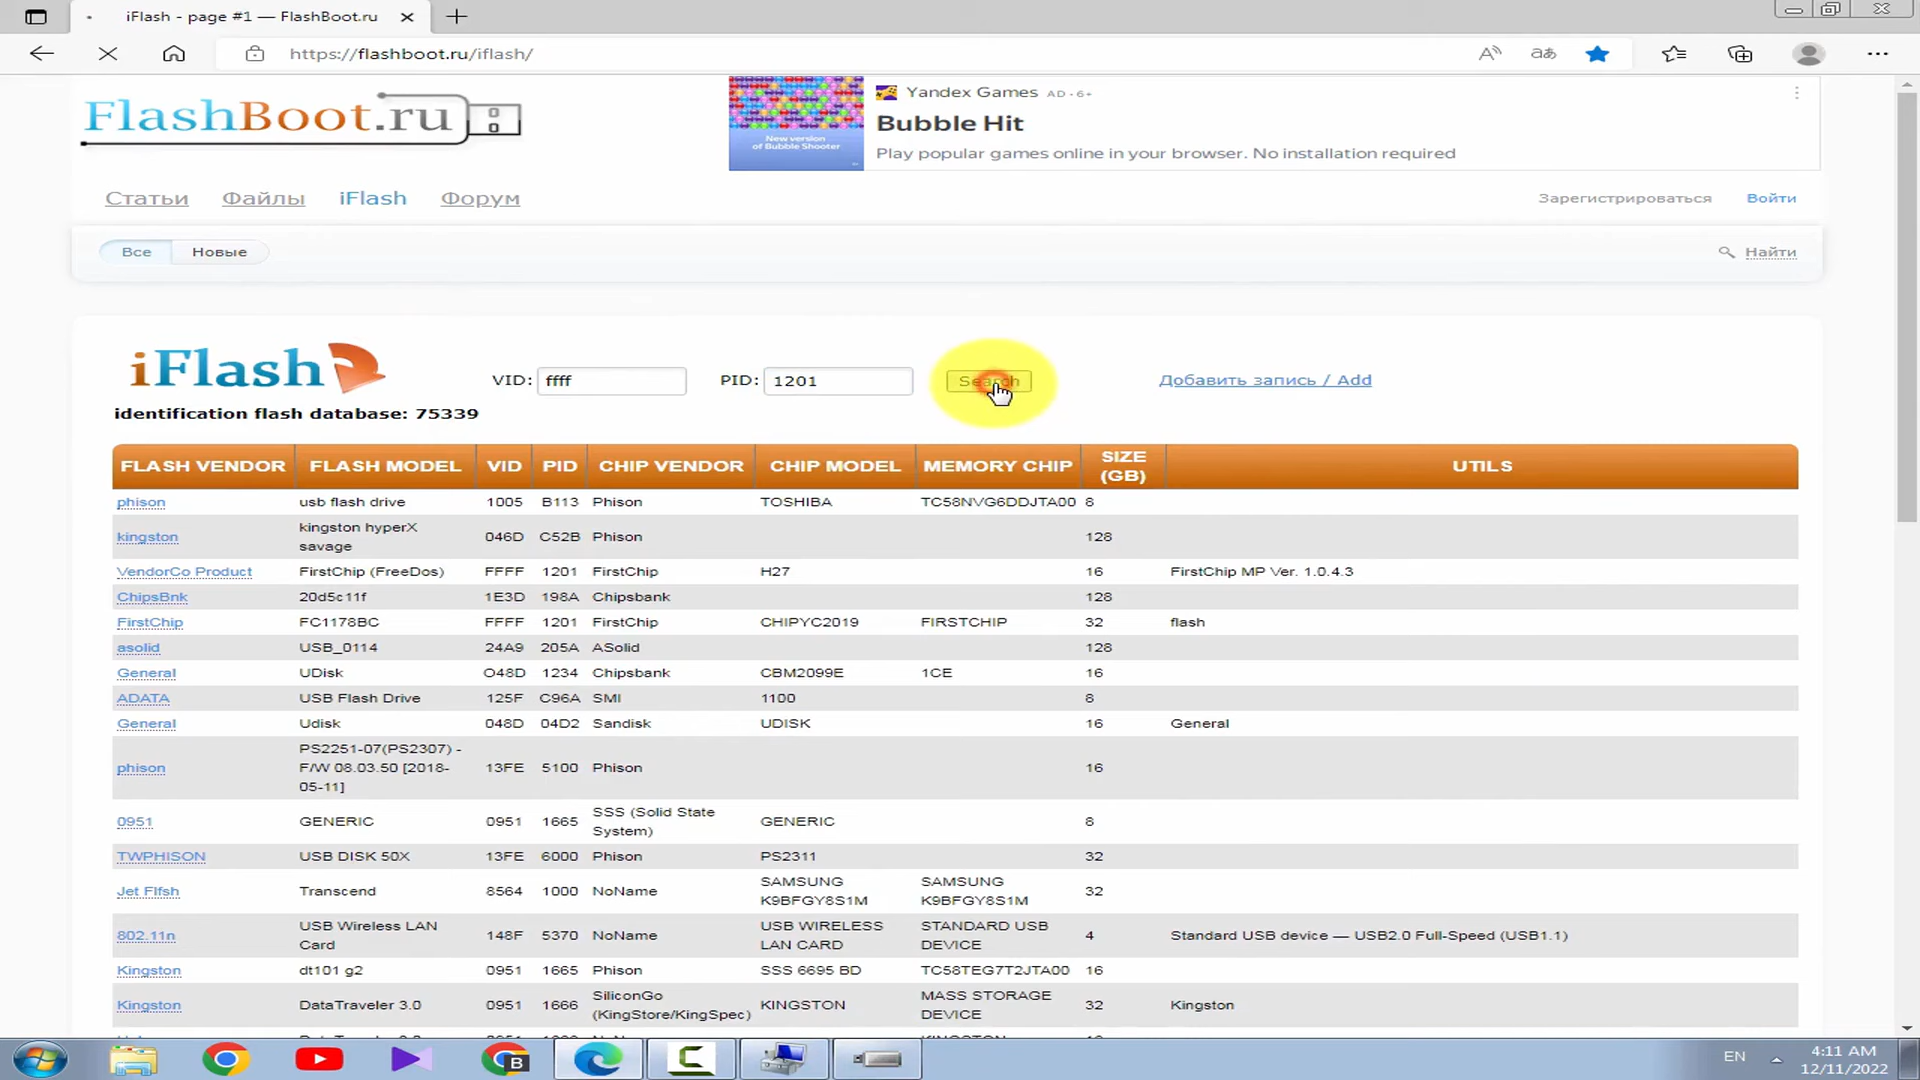 iFlash - page #1 — FlashBoot.ru
https://flashboot.ru/iflash/
FlashBoot.ru
New version
of Bubble Shooter
Yandex Games AD • 6+
Bubble Hit
Play popular games online in your browser. No installation required
Статьи Файлы iFlash Форум
Зарегистрироваться Войти
Все Новые
Найти
iFlash
VID: ffff PID: 1201 Search Добавить запись / Add
identification flash database: 75339
FLASH VENDOR FLASH MODEL VID PID CHIP VENDOR CHIP MODEL MEMORY CHIP SIZE (GB) UTILS
phison usb flash drive 1005 B113 Phison TOSHIBA TC58NVG6DDJTA00 8
kingston kingston hyperX savage 046D C52B Phison 128
VendorCo Product FirstChip (FreeDos) FFFF 1201 FirstChip H27 16 FirstChip MP Ver. 1.0.4.3
ChipsBnk 20d5c11f 1E3D 198A Chipsbank 128
FirstChip FC1178BC FFFF 1201 FirstChip CHIPYC2019 FIRSTCHIP 32 flash
asolid USB_0114 24A9 205A ASolid 128
General UDisk O48D 1234 Chipsbank CBM2099E 1CE 16
ADATA USB Flash Drive 125F C96A SMI 1100 8
General Udisk 048D 04D2 Sandisk UDISK 16 General
phison PS2251-07(PS2307) - F/W 08.03.50 [2018-05-11] 13FE 5100 Phison 16
0951 GENERIC 0951 1665 SSS (Solid State System) GENERIC 8
TWPHISON USB DISK 50X 13FE 6000 Phison PS2311 32
Jet Flfsh Transcend 8564 1000 NoName SAMSUNG K9BFGY8S1M SAMSUNG K9BFGY8S1M 32
802.11n USB Wireless LAN Card 148F 5370 NoName USB WIRELESS LAN CARD STANDARD USB DEVICE 4 Standard USB device — USB2.0 Full-Speed (USB1.1)
Kingston dt101 g2 0951 1665 Phison SSS 6695 BD TC58TEG7T2JTA00 16
Kingston DataTraveler 3.0 0951 1666 SiliconGo (KingStore/KingSpec) KINGSTON MASS STORAGE DEVICE 32 Kingston
EN
4:11 AM
12/11/2022